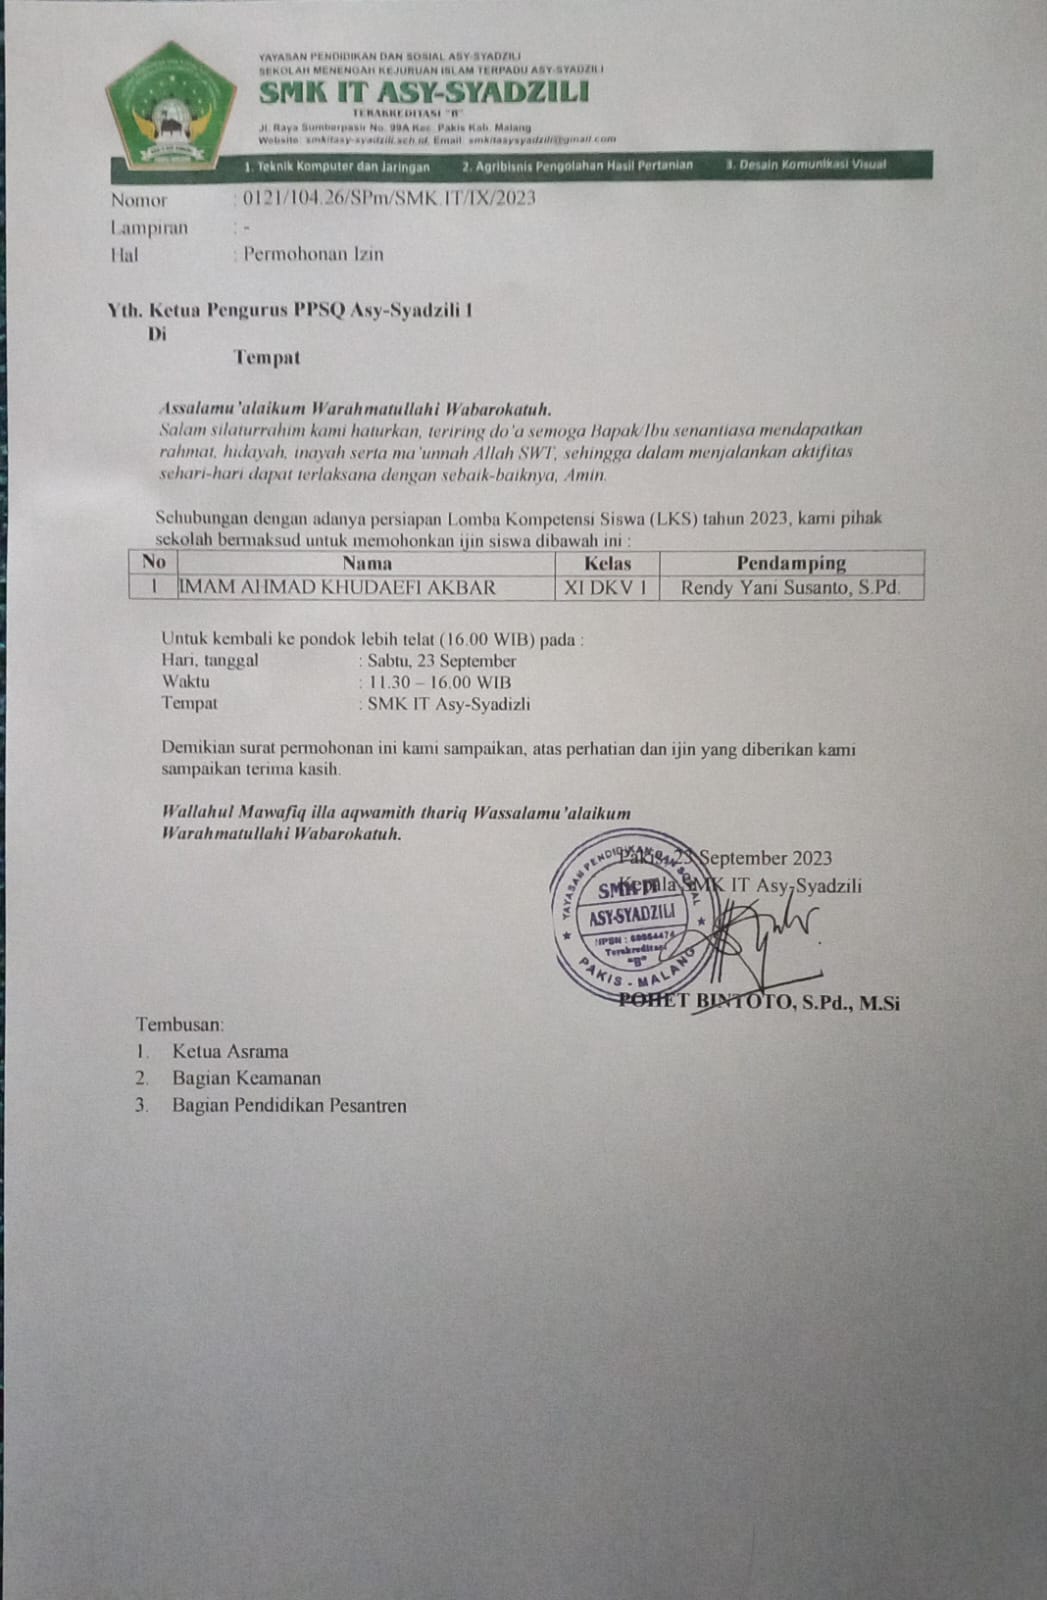 YAYASAN PENDIDIKAN DAN SOSIAL ASY-SYADZILI
SEKOLAH MENENGAH KEJURUAN ISLAM TERPADU ASY-SYADZILI
SMK IT ASY-SYADZILI
TERAKREDITASI "B"
Jl. Raya Sumberpasir No. 99A Kec. Pakis Kab. Malang
Website: smkitasy-syadzili.sch.id, Email: smkitasysyadzili@gmail.com
1. Teknik Komputer dan Jaringan 2. Agribisnis Pengolahan Hasil Pertanian 3. Desain Komunikasi Visual
Nomor : 0121/104.26/SPm/SMK.IT/IX/2023
Lampiran : -
Hal : Permohonan Izin
Yth. Ketua Pengurus PPSQ Asy-Syadzili 1
Di
Tempat
Assalamu'alaikum Warahmatullahi Wabarokatuh.
Salam silaturrahim kami haturkan, teriring do'a semoga Bapak/Ibu senantiasa mendapatkan
rahmat, hidayah, inayah serta ma'unnah Allah SWT, sehingga dalam menjalankan aktifitas
sehari-hari dapat terlaksana dengan sebaik-baiknya, Amin.
Sehubungan dengan adanya persiapan Lomba Kompetensi Siswa (LKS) tahun 2023, kami pihak
sekolah bermaksud untuk memohonkan ijin siswa dibawah ini :
No Nama Kelas Pendamping
1 IMAM AHMAD KHUDAEFI AKBAR XI DKV 1 Rendy Yani Susanto, S.Pd.
Untuk kembali ke pondok lebih telat (16.00 WIB) pada :
Hari, tanggal : Sabtu, 23 September
Waktu : 11.30 – 16.00 WIB
Tempat : SMK IT Asy-Syadizli
Demikian surat permohonan ini kami sampaikan, atas perhatian dan ijin yang diberikan kami
sampaikan terima kasih.
Wallahul Mawafiq illa aqwamith thariq Wassalamu'alaikum
Warahmatullahi Wabarokatuh.
Pakis, 23 September 2023
Kepala SMK IT Asy-Syadzili
YAYASAN PENDIDIKAN DAN SOSIAL
SMK IT
ASY-SYADZILI
Terakreditasi
"B"
PAKIS - MALANG
POHET BINTOTO, S.Pd., M.Si
Tembusan:
1. Ketua Asrama
2. Bagian Keamanan
3. Bagian Pendidikan Pesantren